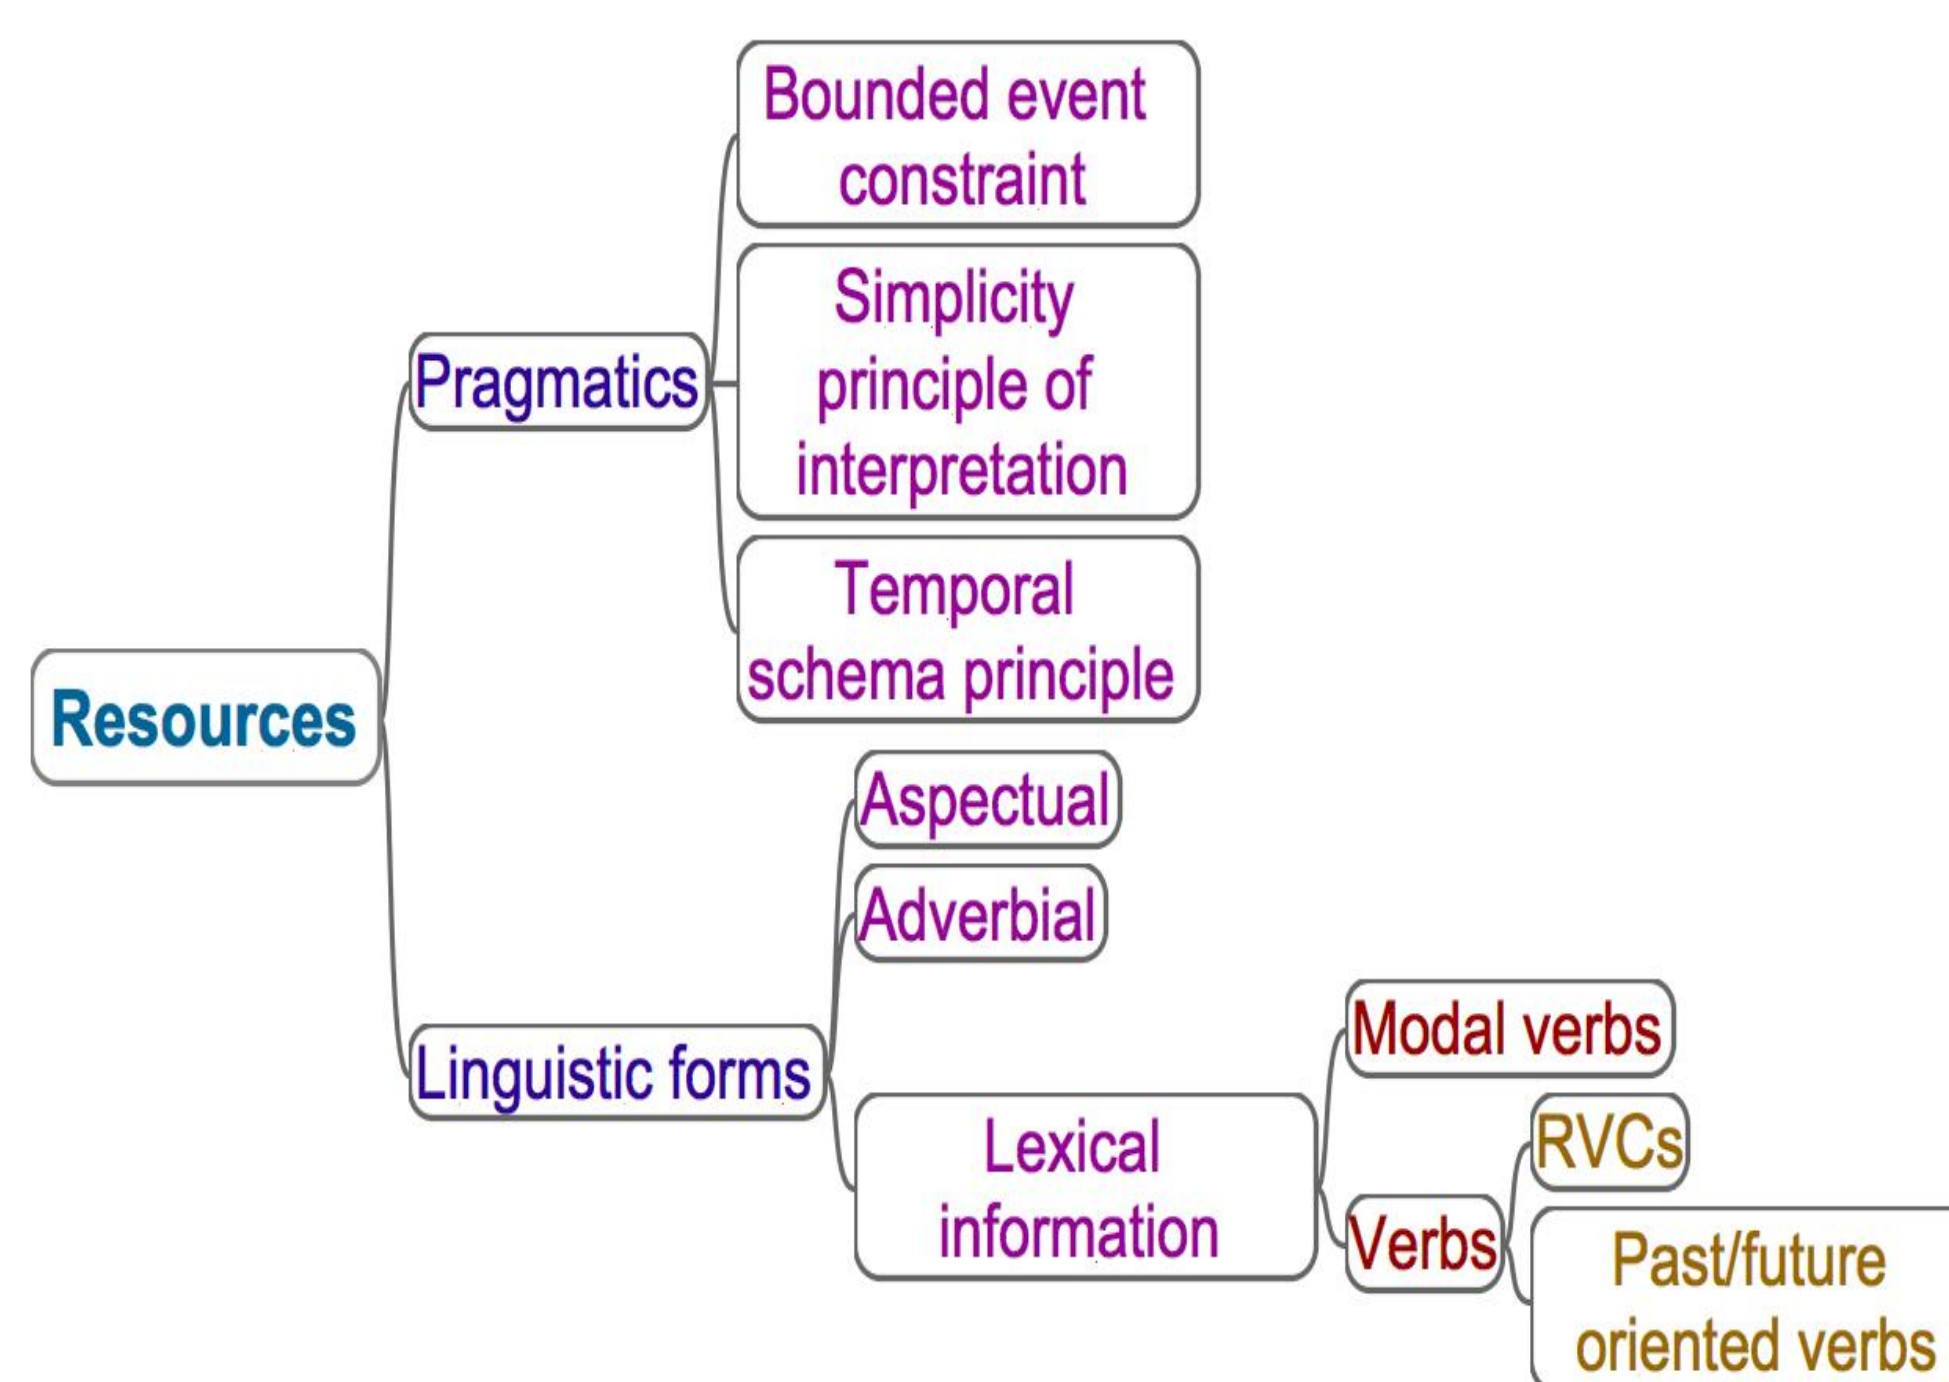 Bounded event
constraint
Simplicity
principle of
interpretation
Pragmatics
Temporal
schema principle
Resources
Aspectual
Adverbial
Linguistic forms
Modal verbs
Lexical
information
RVCs
Verbs
Past/future
oriented verbs